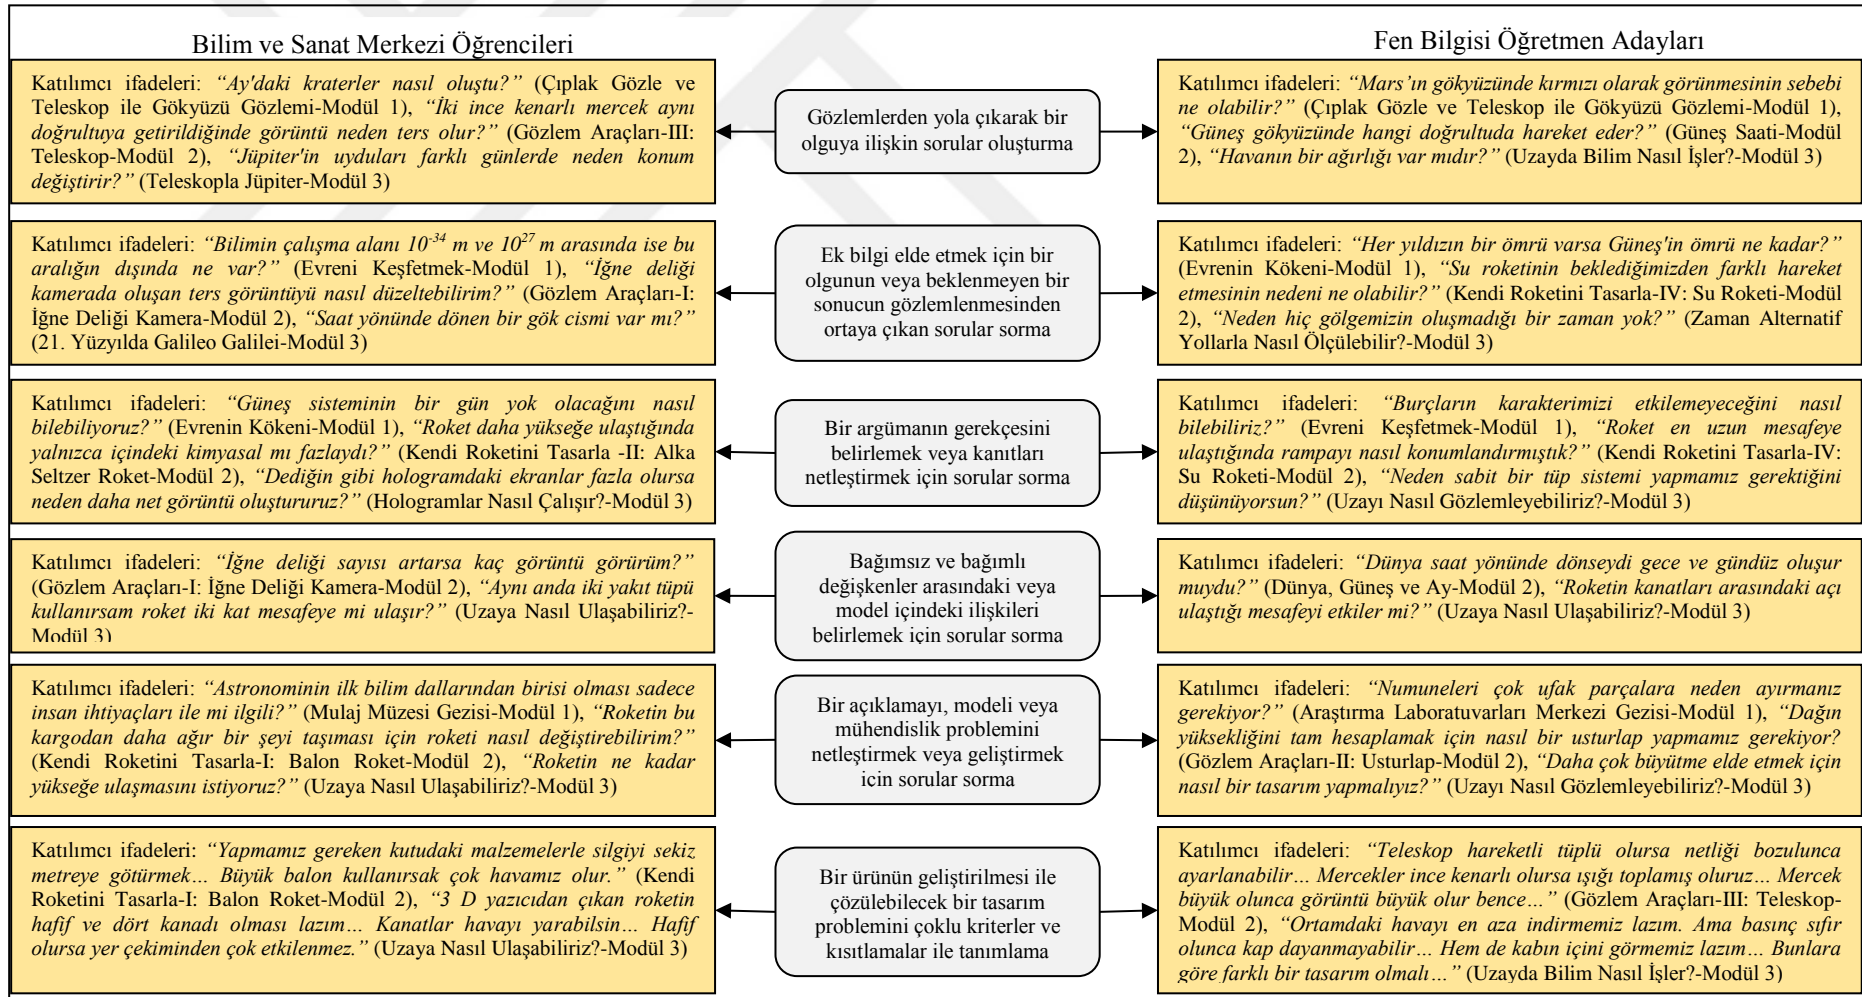 Bilim ve Sanat Merkezi Öğrencileri
Fen Bilgisi Öğretmen Adayları
Katılımcı ifadeleri: “Ay'daki kraterler nasıl oluştu?” (Çıplak Gözle ve
Teleskop ile Gökyüzü Gözlemi-Modül 1), “İki ince kenarlı mercek aynı
doğrultuya getirildiğinde görüntü neden ters olur?” (Gözlem Araçları-III:
Teleskop-Modül 2), “Jüpiter'in uyduları farklı günlerde neden konum
değiştirir?” (Teleskopla Jüpiter-Modül 3)
Gözlemlerden yola çıkarak bir
olguya ilişkin sorular oluşturma
Katılımcı ifadeleri: “Mars’ın gökyüzünde kırmızı olarak görünmesinin sebebi
ne olabilir?” (Çıplak Gözle ve Teleskop ile Gökyüzü Gözlemi-Modül 1),
“Güneş gökyüzünde hangi doğrultuda hareket eder?” (Güneş Saati-Modül
2), “Havanın bir ağırlığı var mıdır?” (Uzayda Bilim Nasıl İşler?-Modül 3)
Katılımcı ifadeleri: “Bilimin çalışma alanı 10⁻³⁴ m ve 10²⁷ m arasında ise bu
aralığın dışında ne var?” (Evreni Keşfetmek-Modül 1), “İğne deliği
kamerada oluşan ters görüntüyü nasıl düzeltebilirim?” (Gözlem Araçları-I:
İğne Deliği Kamera-Modül 2), “Saat yönünde dönen bir gök cismi var mı?”
(21. Yüzyılda Galileo Galilei-Modül 3)
Ek bilgi elde etmek için bir
olgunun veya beklenmeyen bir
sonucun gözlemlenmesinden
ortaya çıkan sorular sorma
Katılımcı ifadeleri: “Her yıldızın bir ömrü varsa Güneş'in ömrü ne kadar?”
(Evrenin Kökeni-Modül 1), “Su roketinin beklediğimizden farklı hareket
etmesinin nedeni ne olabilir?” (Kendi Roketini Tasarla-IV: Su Roketi-Modül
2), “Neden hiç gölgemizin oluşmadığı bir zaman yok?” (Zaman Alternatif
Yollarla Nasıl Ölçülebilir?-Modül 3)
Katılımcı ifadeleri: “Güneş sisteminin bir gün yok olacağını nasıl
bilebiliyoruz?” (Evrenin Kökeni-Modül 1), “Roket daha yükseğe ulaştığında
yalnızca içindeki kimyasal mı fazlaydı?” (Kendi Roketini Tasarla -II: Alka
Seltzer Roket-Modül 2), “Dediğin gibi hologramdaki ekranlar fazla olursa
neden daha net görüntü oluştururuz?” (Hologramlar Nasıl Çalışır?-Modül 3)
Bir argümanın gerekçesini
belirlemek veya kanıtları
netleştirmek için sorular sorma
Katılımcı ifadeleri: “Burçların karakterimizi etkilemeyeceğini nasıl
bilebiliriz?” (Evreni Keşfetmek-Modül 1), “Roket en uzun mesafeye
ulaştığında rampayı nasıl konumlandırmıştık?” (Kendi Roketini Tasarla-IV:
Su Roketi-Modül 2), “Neden sabit bir tüp sistemi yapmamız gerektiğini
düşünüyorsun?” (Uzayı Nasıl Gözlemleyebiliriz?-Modül 3)
Katılımcı ifadeleri: “İğne deliği sayısı artarsa kaç görüntü görürüm?”
(Gözlem Araçları-I: İğne Deliği Kamera-Modül 2), “Aynı anda iki yakıt tüpü
kullanırsam roket iki kat mesafeye mi ulaşır?” (Uzaya Nasıl Ulaşabiliriz?-
Modül 3)
Bağımsız ve bağımlı
değişkenler arasındaki veya
model içindeki ilişkileri
belirlemek için sorular sorma
Katılımcı ifadeleri: “Dünya saat yönünde dönseydi gece ve gündüz oluşur
muydu?” (Dünya, Güneş ve Ay-Modül 2), “Roketin kanatları arasındaki açı
ulaştığı mesafeyi etkiler mi?” (Uzaya Nasıl Ulaşabiliriz?-Modül 3)
Katılımcı ifadeleri: “Astronominin ilk bilim dallarından birisi olması sadece
insan ihtiyaçları ile mi ilgili?” (Mulaj Müzesi Gezisi-Modül 1), “Roketin bu
kargodan daha ağır bir şeyi taşıması için roketi nasıl değiştirebilirim?”
(Kendi Roketini Tasarla-I: Balon Roket-Modül 2), “Roketin ne kadar
yükseğe ulaşmasını istiyoruz?” (Uzaya Nasıl Ulaşabiliriz?-Modül 3)
Bir açıklamayı, modeli veya
mühendislik problemini
netleştirmek veya geliştirmek
için sorular sorma
Katılımcı ifadeleri: “Numuneleri çok ufak parçalara neden ayırmanız
gerekiyor?” (Araştırma Laboratuvarları Merkezi Gezisi-Modül 1), “Dağın
yüksekliğini tam hesaplamak için nasıl bir usturlap yapmamız gerekiyor?
(Gözlem Araçları-II: Usturlap-Modül 2), “Daha çok büyütme elde etmek için
nasıl bir tasarım yapmalıyız?” (Uzayı Nasıl Gözlemleyebiliriz?-Modül 3)
Katılımcı ifadeleri: “Yapmamız gereken kutudaki malzemelerle silgiyi sekiz
metreye götürmek… Büyük balon kullanırsak çok havamız olur.” (Kendi
Roketini Tasarla-I: Balon Roket-Modül 2), “3 D yazıcıdan çıkan roketin
hafif ve dört kanadı olması lazım… Kanatlar havayı yarabilsin… Hafif
olursa yer çekiminden çok etkilenmez.” (Uzaya Nasıl Ulaşabiliriz?-Modül 3)
Bir ürünün geliştirilmesi ile
çözülebilecek bir tasarım
problemini çoklu kriterler ve
kısıtlamalar ile tanımlama
Katılımcı ifadeleri: “Teleskop hareketli tüplü olursa netliği bozulunca
ayarlanabilir… Mercekler ince kenarlı olursa ışığı toplamış oluruz… Mercek
büyük olunca görüntü büyük olur bence…” (Gözlem Araçları-III: Teleskop-
Modül 2), “Ortamdaki havayı en aza indirmemiz lazım. Ama basınç sıfır
olunca kap dayanmayabilir… Hem de kabın içini görmemiz lazım… Bunlara
göre farklı bir tasarım olmalı…” (Uzayda Bilim Nasıl İşler?-Modül 3)